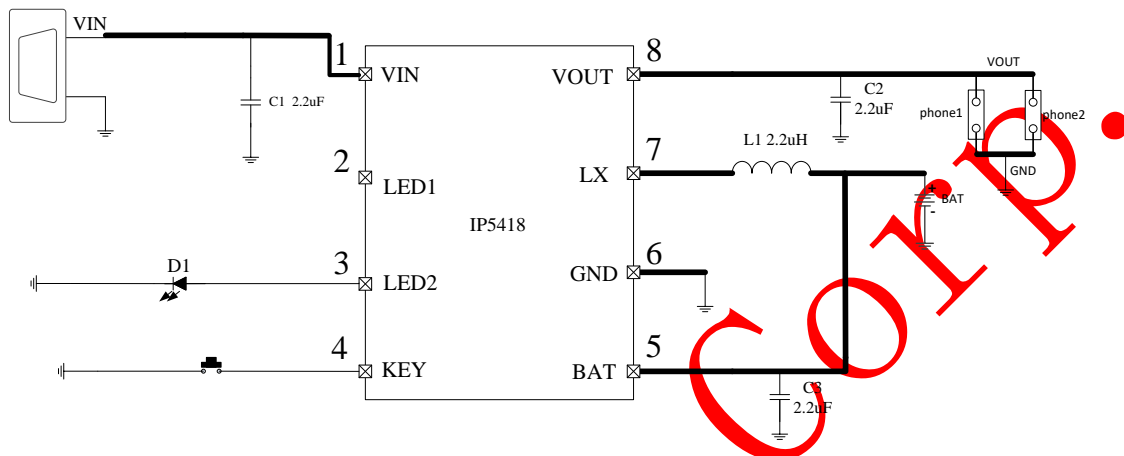 VIN
C1 2.2uF
1
VIN
2
LED1
D1
3
LED2
4
KEY
IP5418
8
VOUT
VOUT
C2
2.2uF
phone1
phone2
GND
7
LX
L1 2.2uH
+
BAT
-
6
GND
5
BAT
C3
2.2uF
Corp.